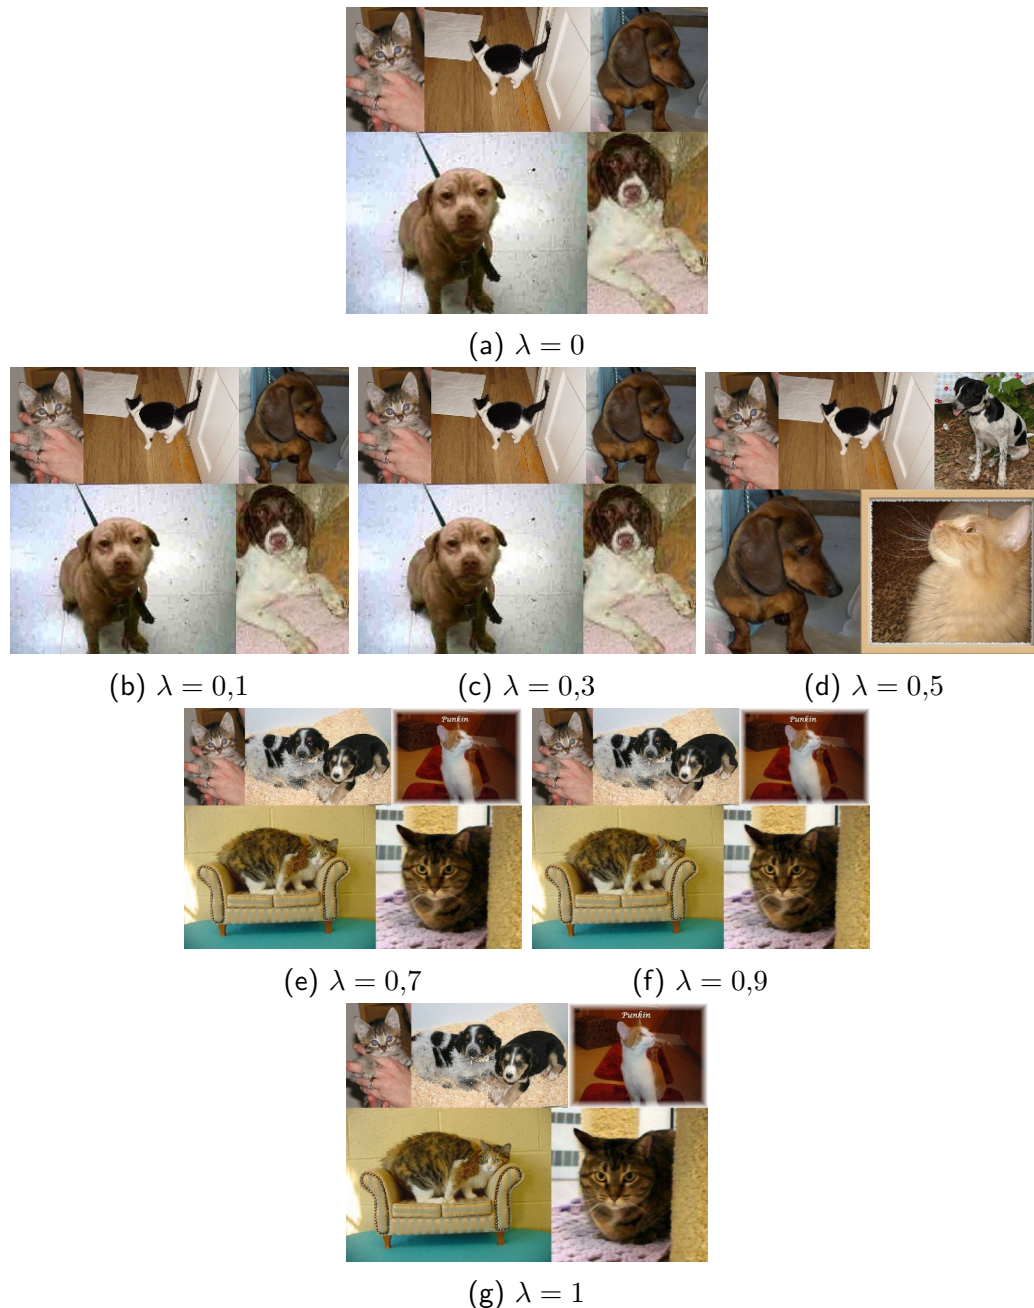 (a) λ = 0
(b) λ = 0,1
(c) λ = 0,3
(d) λ = 0,5
Punkin
Punkin
(e) λ = 0,7
(f) λ = 0,9
Punkin
(g) λ = 1